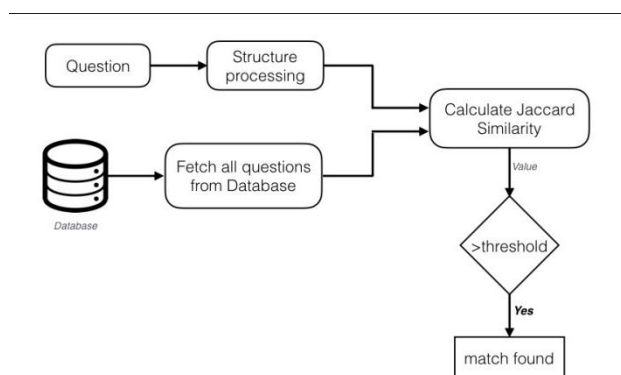 Question
Structure
processing
Calculate Jaccard
Similarity
Fetch all questions
from Database
Database
Value
>threshold
Yes
match found